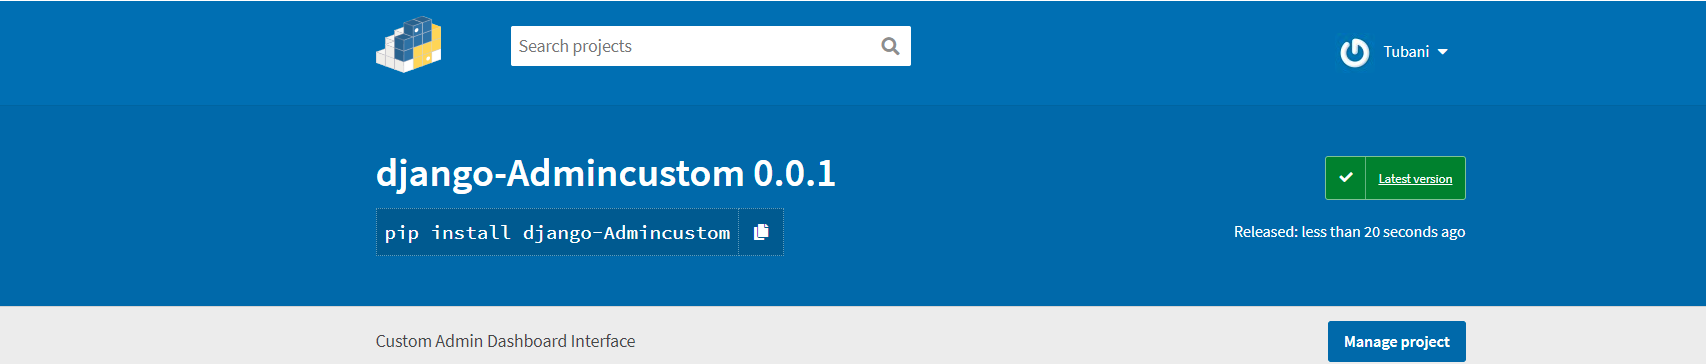 Search projects
Tubani
django-Admincustom 0.0.1
Latest version
pip install django-Admincustom
Released: less than 20 seconds ago
Custom Admin Dashboard Interface
Manage project